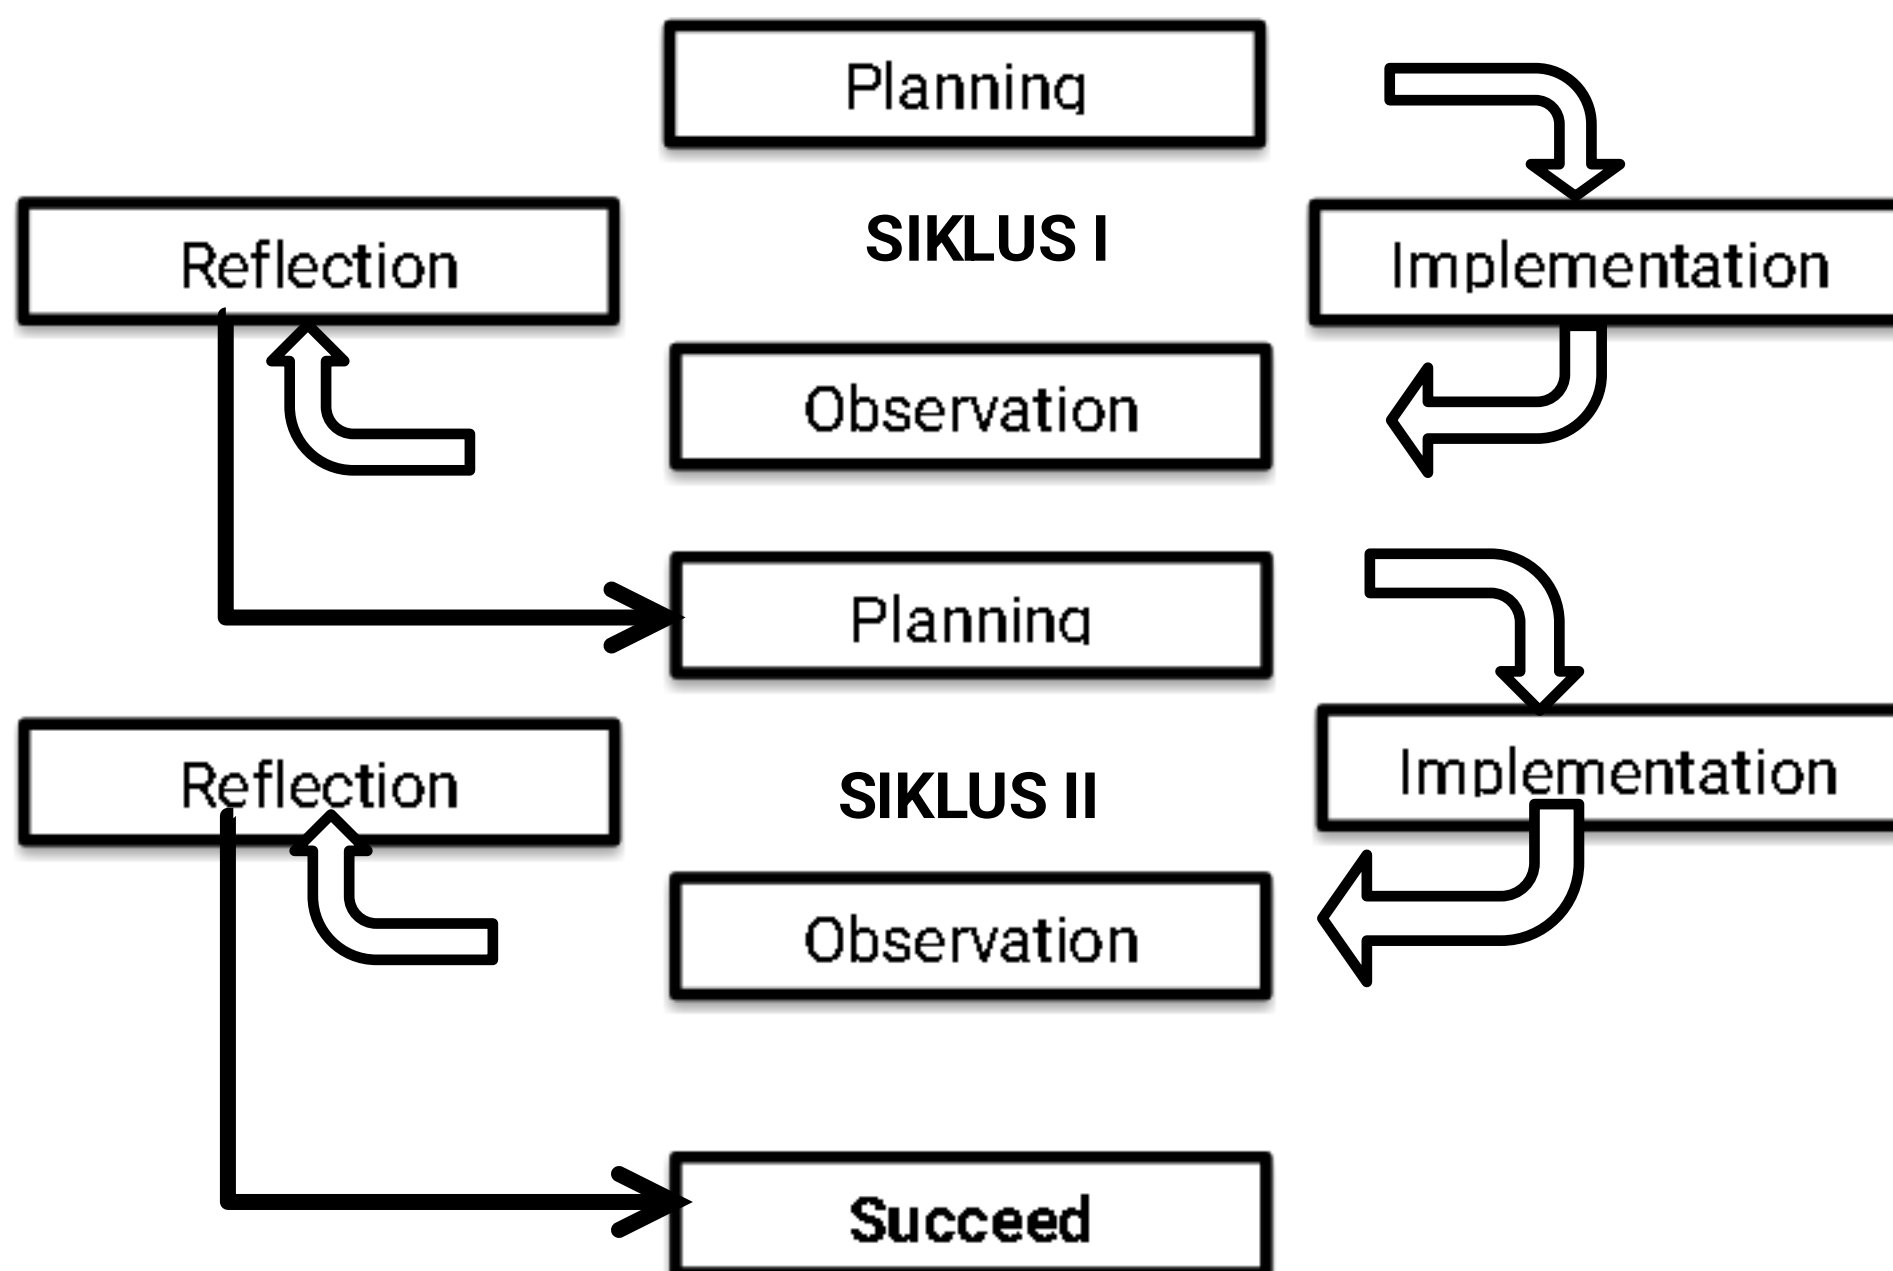 Planning
Reflection
SIKLUS I
Implementation
Observation
Planning
Reflection
SIKLUS II
Implementation
Observation
Succeed